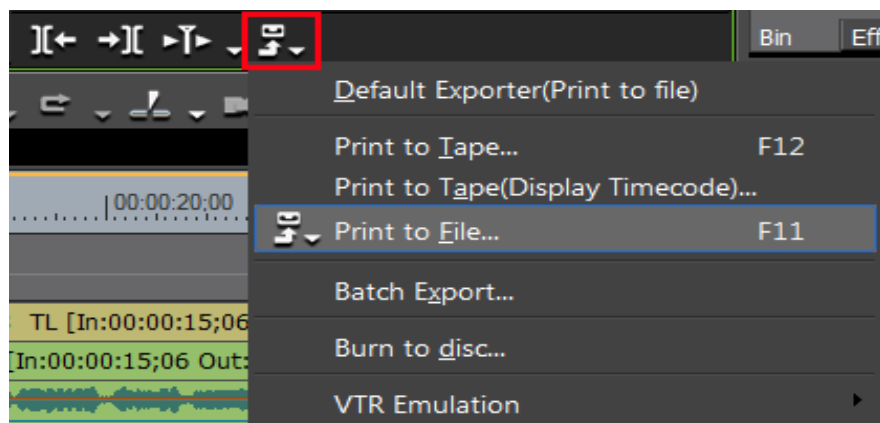 Bin Eff
Default Exporter(Print to file)
Print to Tape... F12
Print to Tape(Display Timecode)...
00:00:20;00
Print to File... F11
Batch Export...
TL [In:00:00:15;06
Burn to disc...
[In:00:00:15;06 Out:
VTR Emulation